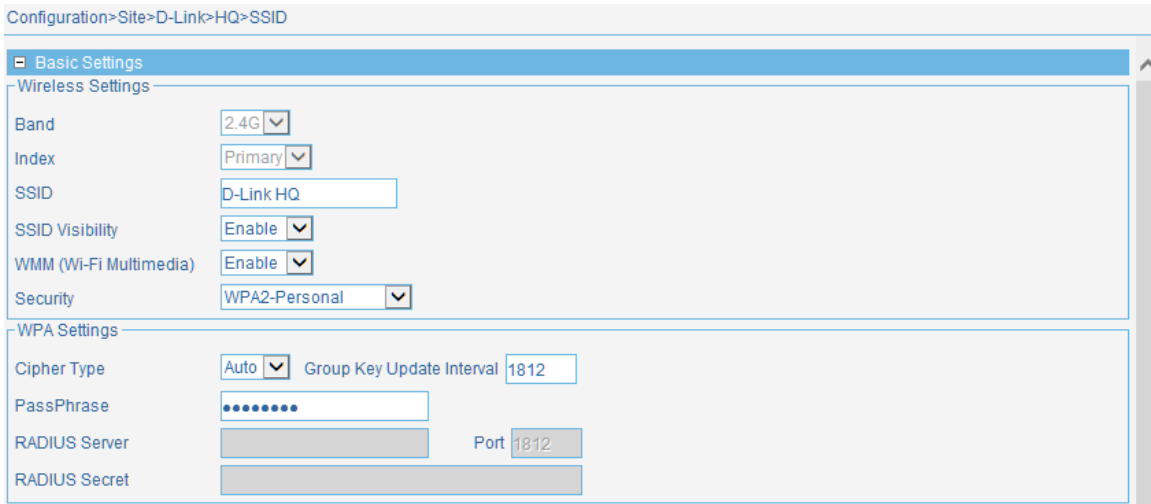 Configuration>Site>D-Link>HQ>SSID
Basic Settings
Wireless Settings
Band 2.4G
Index Primary
SSID D-Link HQ
SSID Visibility Enable
WMM (Wi-Fi Multimedia) Enable
Security WPA2-Personal
WPA Settings
Cipher Type Auto Group Key Update Interval 1812
PassPhrase ••••••••
RADIUS Server Port 1812
RADIUS Secret